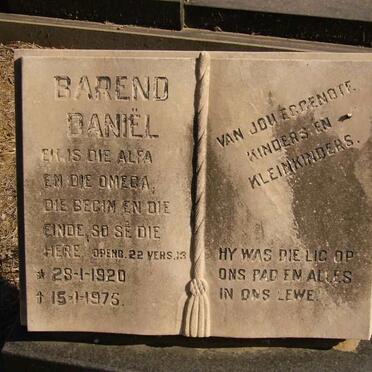 BAREND
DANIËL
EK IS DIE ALFA
EN DIE OMEGA,
DIE BEGIN EN DIE
EINDE, SO SÊ DIE
HERE. OPENB. 22 VERS. 13
* 28-1-1920
† 15-1-1975.
VAN JOU EGGENOTE
KINDERS EN
KLEINKINDERS.
HY WAS DIE LIG OP
ONS PAD EN ALLES
IN ONS LEWE.